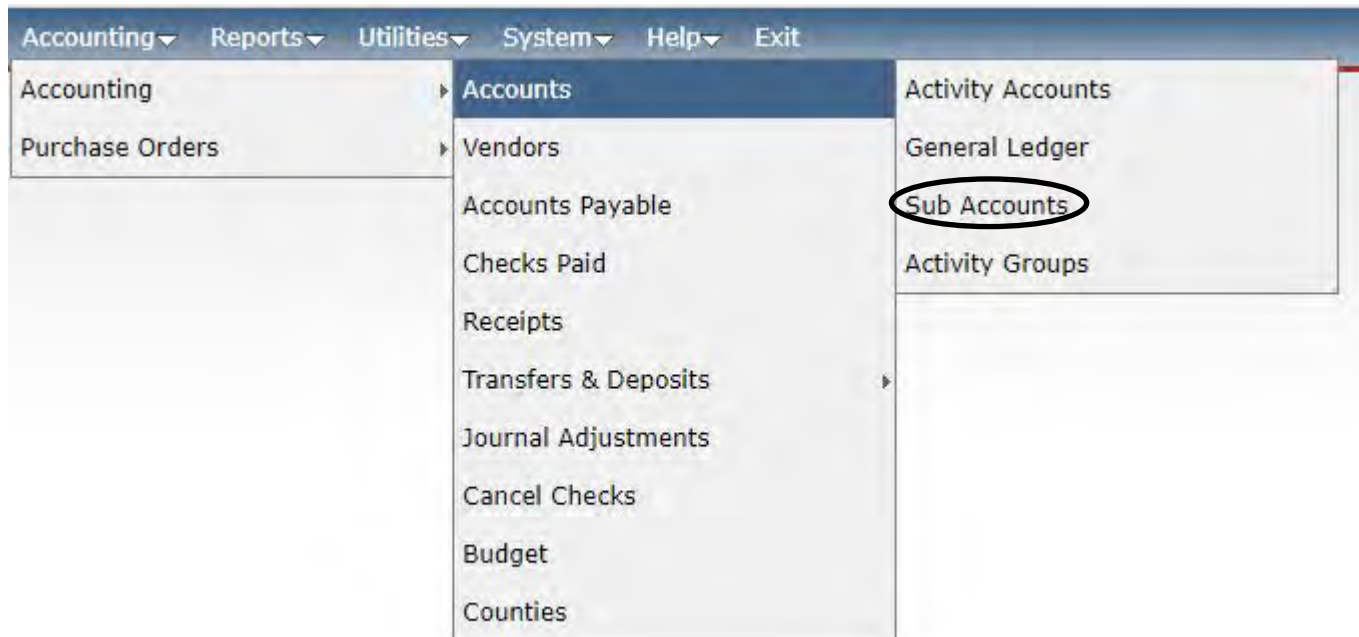 Accounting Reports Utilities System Help Exit
Accounting
Purchase Orders
Accounts
Vendors
Accounts Payable
Checks Paid
Receipts
Transfers & Deposits
Journal Adjustments
Cancel Checks
Budget
Counties
Activity Accounts
General Ledger
Sub Accounts
Activity Groups